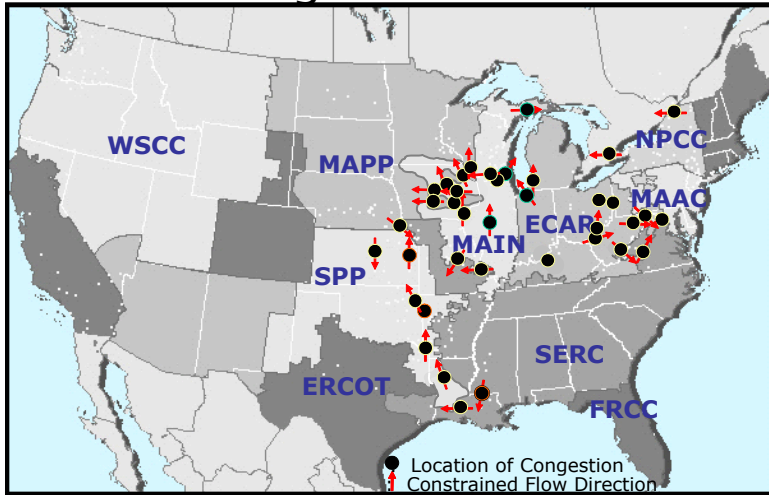 WSCC
MAPP
NPCC
MAAC
ECAR
MAIN
SPP
SERC
ERCOT
FRCC
Location of Congestion
Constrained Flow Direction